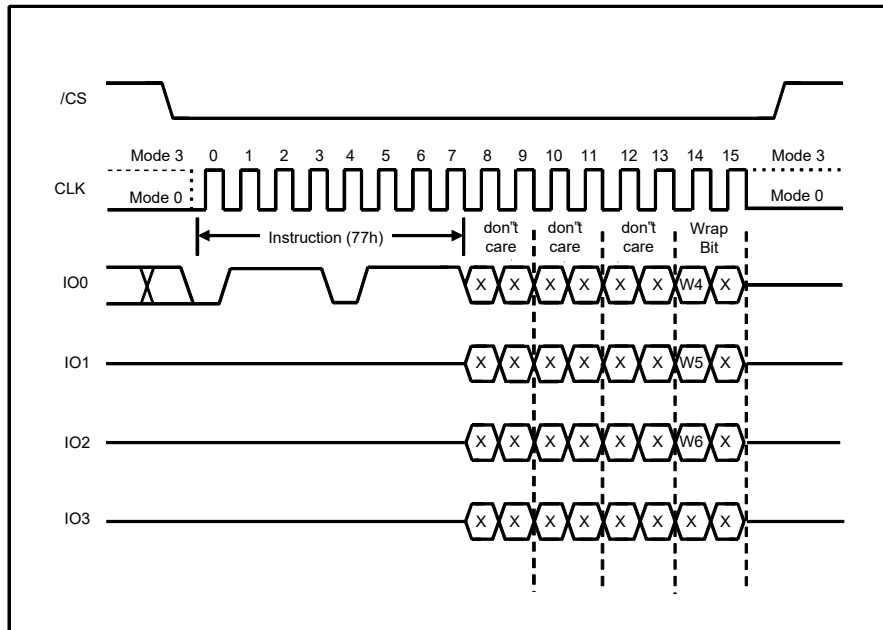 /CS
Mode 3 0 1 2 3 4 5 6 7 8 9 10 11 12 13 14 15 Mode 3
CLK
Mode 0 Mode 0
Instruction (77h) don"t care don"t care don"t care Wrap Bit
IO0 X X X X X X W4 X
IO1 X X X X X X W5 X
IO2 X X X X X X W6 X
IO3 X X X X X X X X